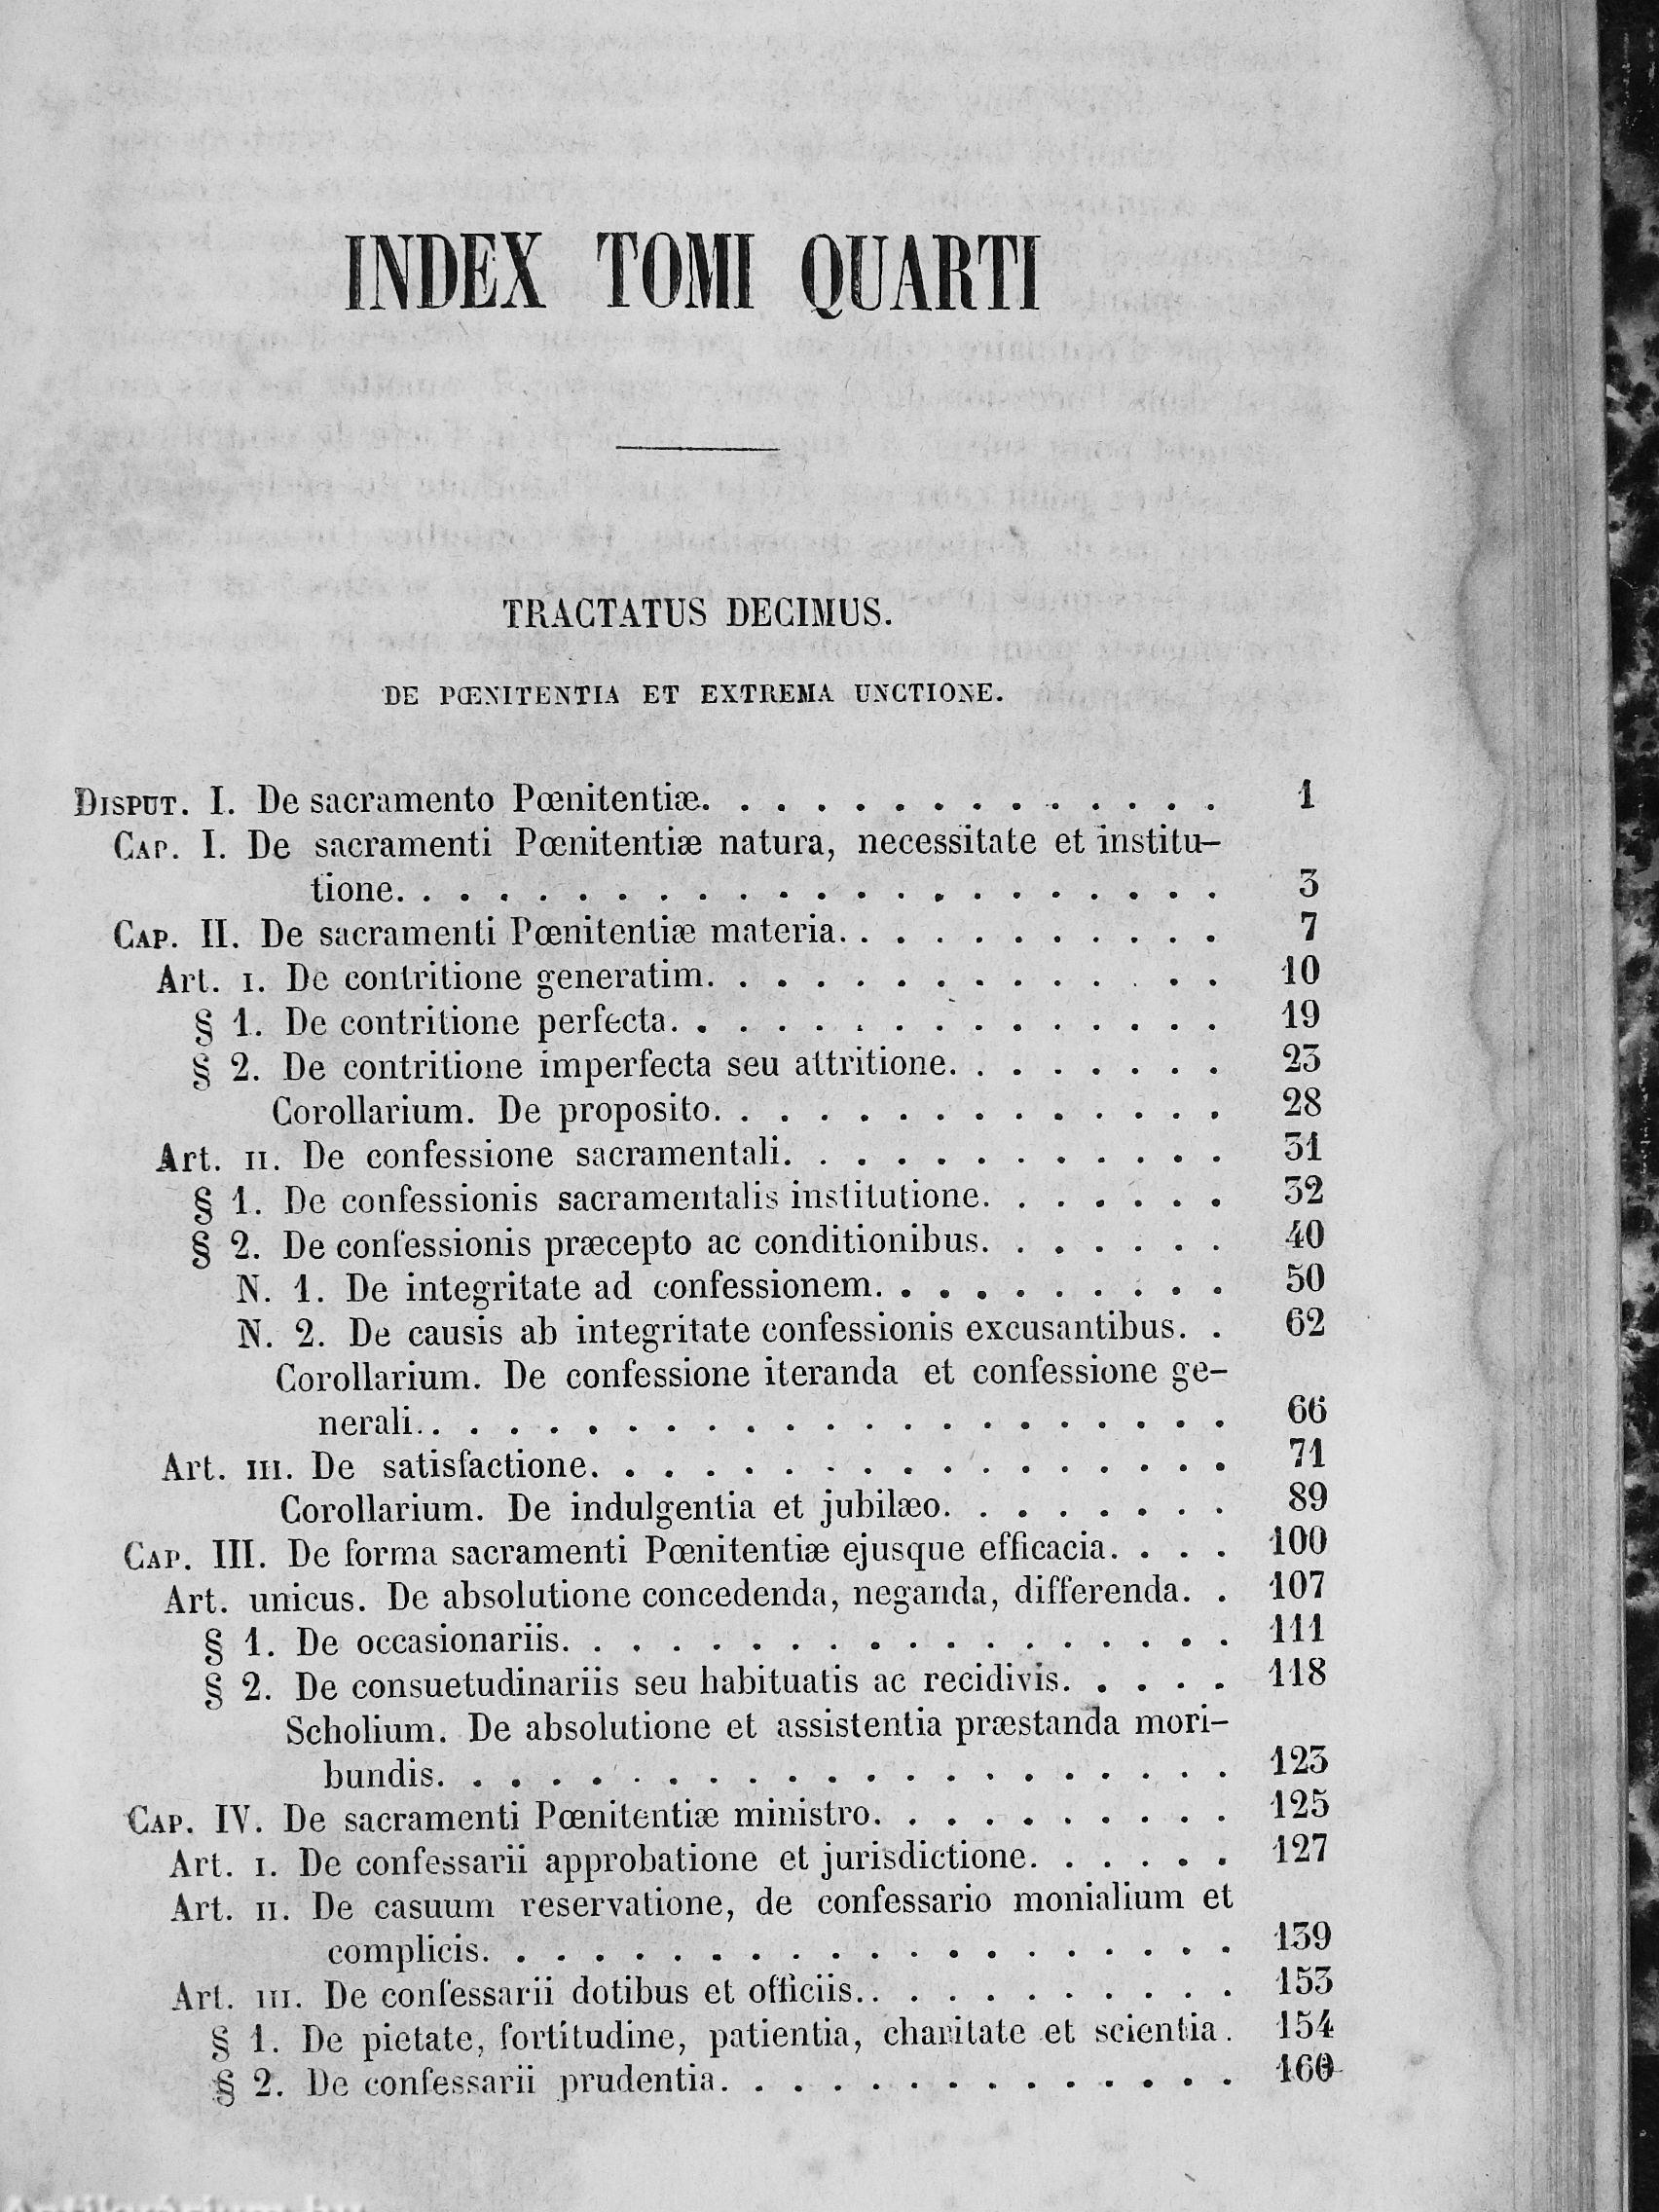 INDEX TOMI QUARTI
TRACTATUS DECIMUS.
DE PŒNITENTIA ET EXTREMA UNCTIONE.
DISPUT. I. De sacramento Pœnitentiæ. . . . . . . . . . . . . . 1
CAP. I. De sacramenti Pœnitentiæ natura, necessitate et institu-
tione. . . . . . . . . . . . . . . . . . . . . . 3
CAP. II. De sacramenti Pœnitentiæ materia. . . . . . . . . . . 7
Art. I. De contritione generatim. . . . . . . . . . . . . . 10
§ 1. De contritione perfecta. . . . . . . . . . . . . . . 19
§ 2. De contritione imperfecta seu attritione. . . . . . . . 23
Corollarium. De proposito. . . . . . . . . . . . . . 28
Art. II. De confessione sacramentali. . . . . . . . . . . . 31
§ 1. De confessionis sacramentalis institutione. . . . . . . 32
§ 2. De confessionis præcepto ac conditionibus. . . . . . . 40
N. 1. De integritate ad confessionem. . . . . . . . . . 50
N. 2. De causis ab integritate confessionis excusantibus. . 62
Corollarium. De confessione iteranda et confessione ge-
nerali. . . . . . . . . . . . . . . . . . . . . . 66
Art. III. De satisfactione. . . . . . . . . . . . . . . . . 71
Corollarium. De indulgentia et jubilæo. . . . . . . . 89
CAP. III. De forma sacramenti Pœnitentiæ ejusque efficacia. . . . 100
Art. unicus. De absolutione concedenda, neganda, differenda. . 107
§ 1. De occasionariis. . . . . . . . . . . . . . . . . . 111
§ 2. De consuetudinariis seu habituatis ac recidivis. . . . . 118
Scholium. De absolutione et assistentia præstanda mori-
bundis. . . . . . . . . . . . . . . . . . . . . 123
CAP. IV. De sacramenti Pœnitentiæ ministro. . . . . . . . . . 125
Art. I. De confessarii approbatione et jurisdictione. . . . . . 127
Art. II. De casuum reservatione, de confessario monialium et
complicis. . . . . . . . . . . . . . . . . . . . 139
Art. III. De confessarii dotibus et officiis. . . . . . . . . . . 153
§ 1. De pietate, fortitudine, patientia, charitate et scientia. 154
§ 2. De confessarii prudentia. . . . . . . . . . . . . . 160